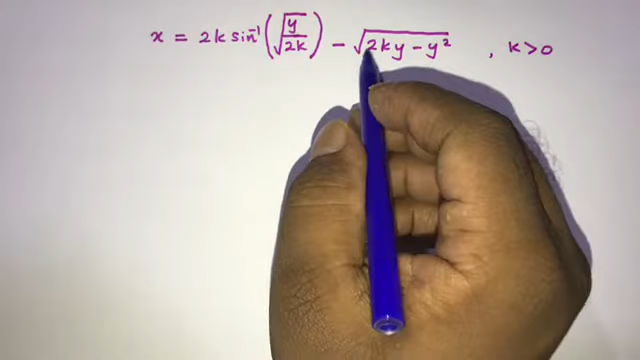 x = 2k sin⁻¹(√(y/2k)) − √(2ky − y²) , k > 0